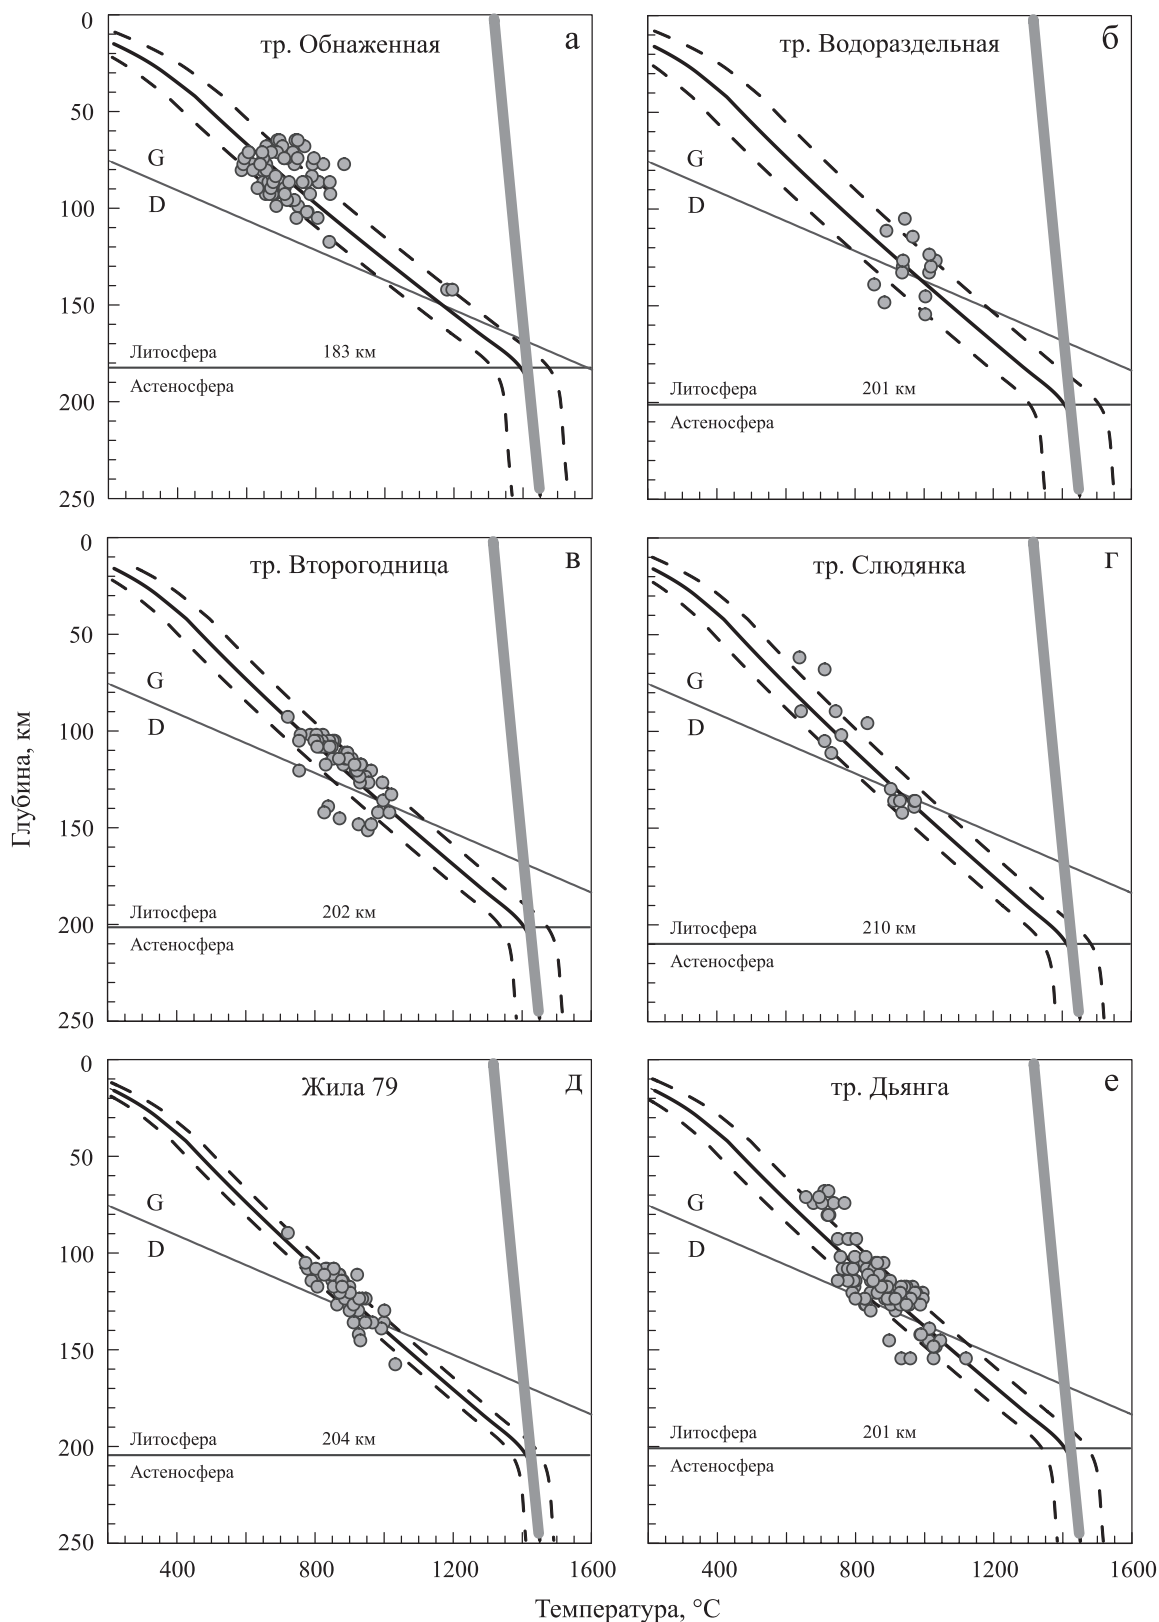 0
50
100
150
200
250
тр. Обнаженная
а
G
D
Литосфера
183 км
Астеносфера
тр. Водораздельная
б
G
D
Литосфера
201 км
Астеносфера
0
50
100
150
200
250
тр. Второгодница
в
G
D
Литосфера
202 км
Астеносфера
тр. Слюдянка
г
G
D
Литосфера
210 км
Астеносфера
Глубина, км
0
50
100
150
200
250
Жила 79
д
G
D
Литосфера
204 км
Астеносфера
400
800
1200
1600
тр. Дьянга
е
G
D
Литосфера
201 км
Астеносфера
400
800
1200
1600
Температура, °C